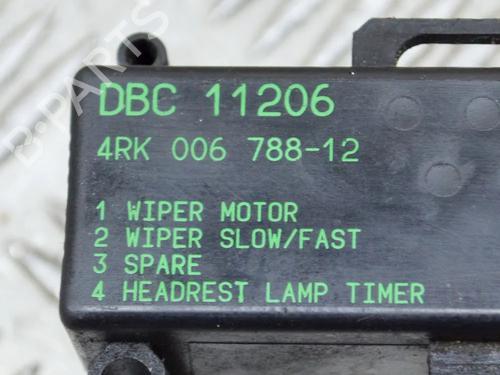 DBC 11206
4RK 006 788-12
1 WIPER MOTOR
2 WIPER SLOW/FAST
3 SPARE
4 HEADREST LAMP TIMER
B-PARTS